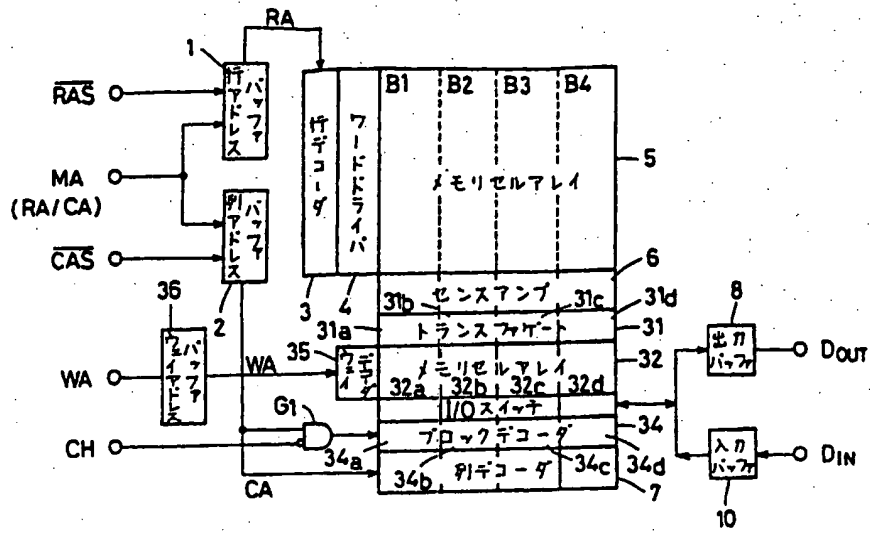 RA
1
B1 B2 B3 B4
RAS
行アドレス
バッファ
MA
(RA/CA)
行デコーダ
ワードドライバ
メモリセルアレイ
5
列アドレス
バッファ
CAS
2
3
4
6
センスアンプ
31b 31c 31d
31a
トランスファゲート
31
8
36
ウェイアドレス
バッファ
WA
WA
35
ウェイ
デコーダ
メモリセルアレイ
32
32a 32b 32c 32d
出力
バッファ
DOUT
I/Oスイッチ
G1
CH
ブロックデコーダ
34
34a 34b 34c 34d
CA
列デコーダ
7
入力
バッファ
DIN
10